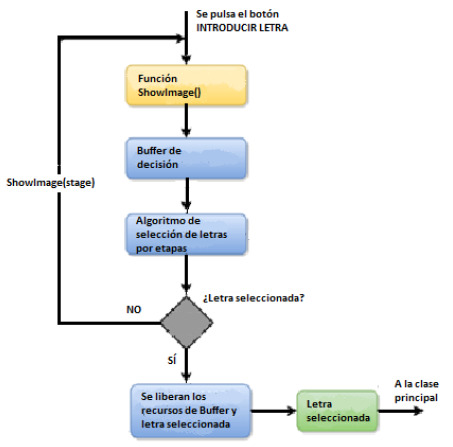 Se pulsa el botón
INTRODUCIR LETRA
Función
ShowImage()
Buffer de
decisión
ShowImage(stage)
Algoritmo de
selección de letras
por etapas
¿Letra seleccionada?
NO
SÍ
Se liberan los
recursos de Buffer y
letra seleccionada
Letra
seleccionada
A la clase
principal